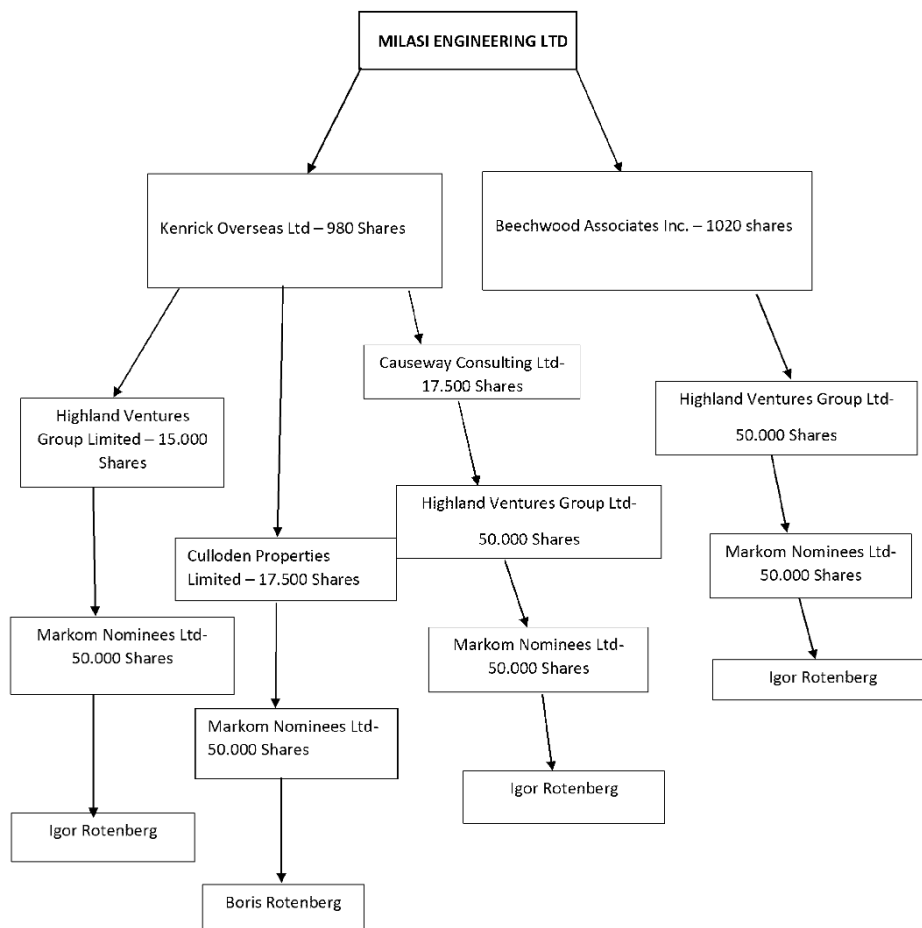 MILASI ENGINEERING LTD
Kenrick Overseas Ltd – 980 Shares
Beechwood Associates Inc. – 1020 shares
Causeway Consulting Ltd-
17.500 Shares
Highland Ventures
Group Limited – 15.000
Shares
Highland Ventures Group Ltd-
50.000 Shares
Highland Ventures Group Ltd-
50.000 Shares
Culloden Properties
Limited – 17.500 Shares
Markom Nominees Ltd-
50.000 Shares
Markom Nominees Ltd-
50.000 Shares
Markom Nominees Ltd-
50.000 Shares
Igor Rotenberg
Markom Nominees Ltd-
50.000 Shares
Igor Rotenberg
Igor Rotenberg
Boris Rotenberg